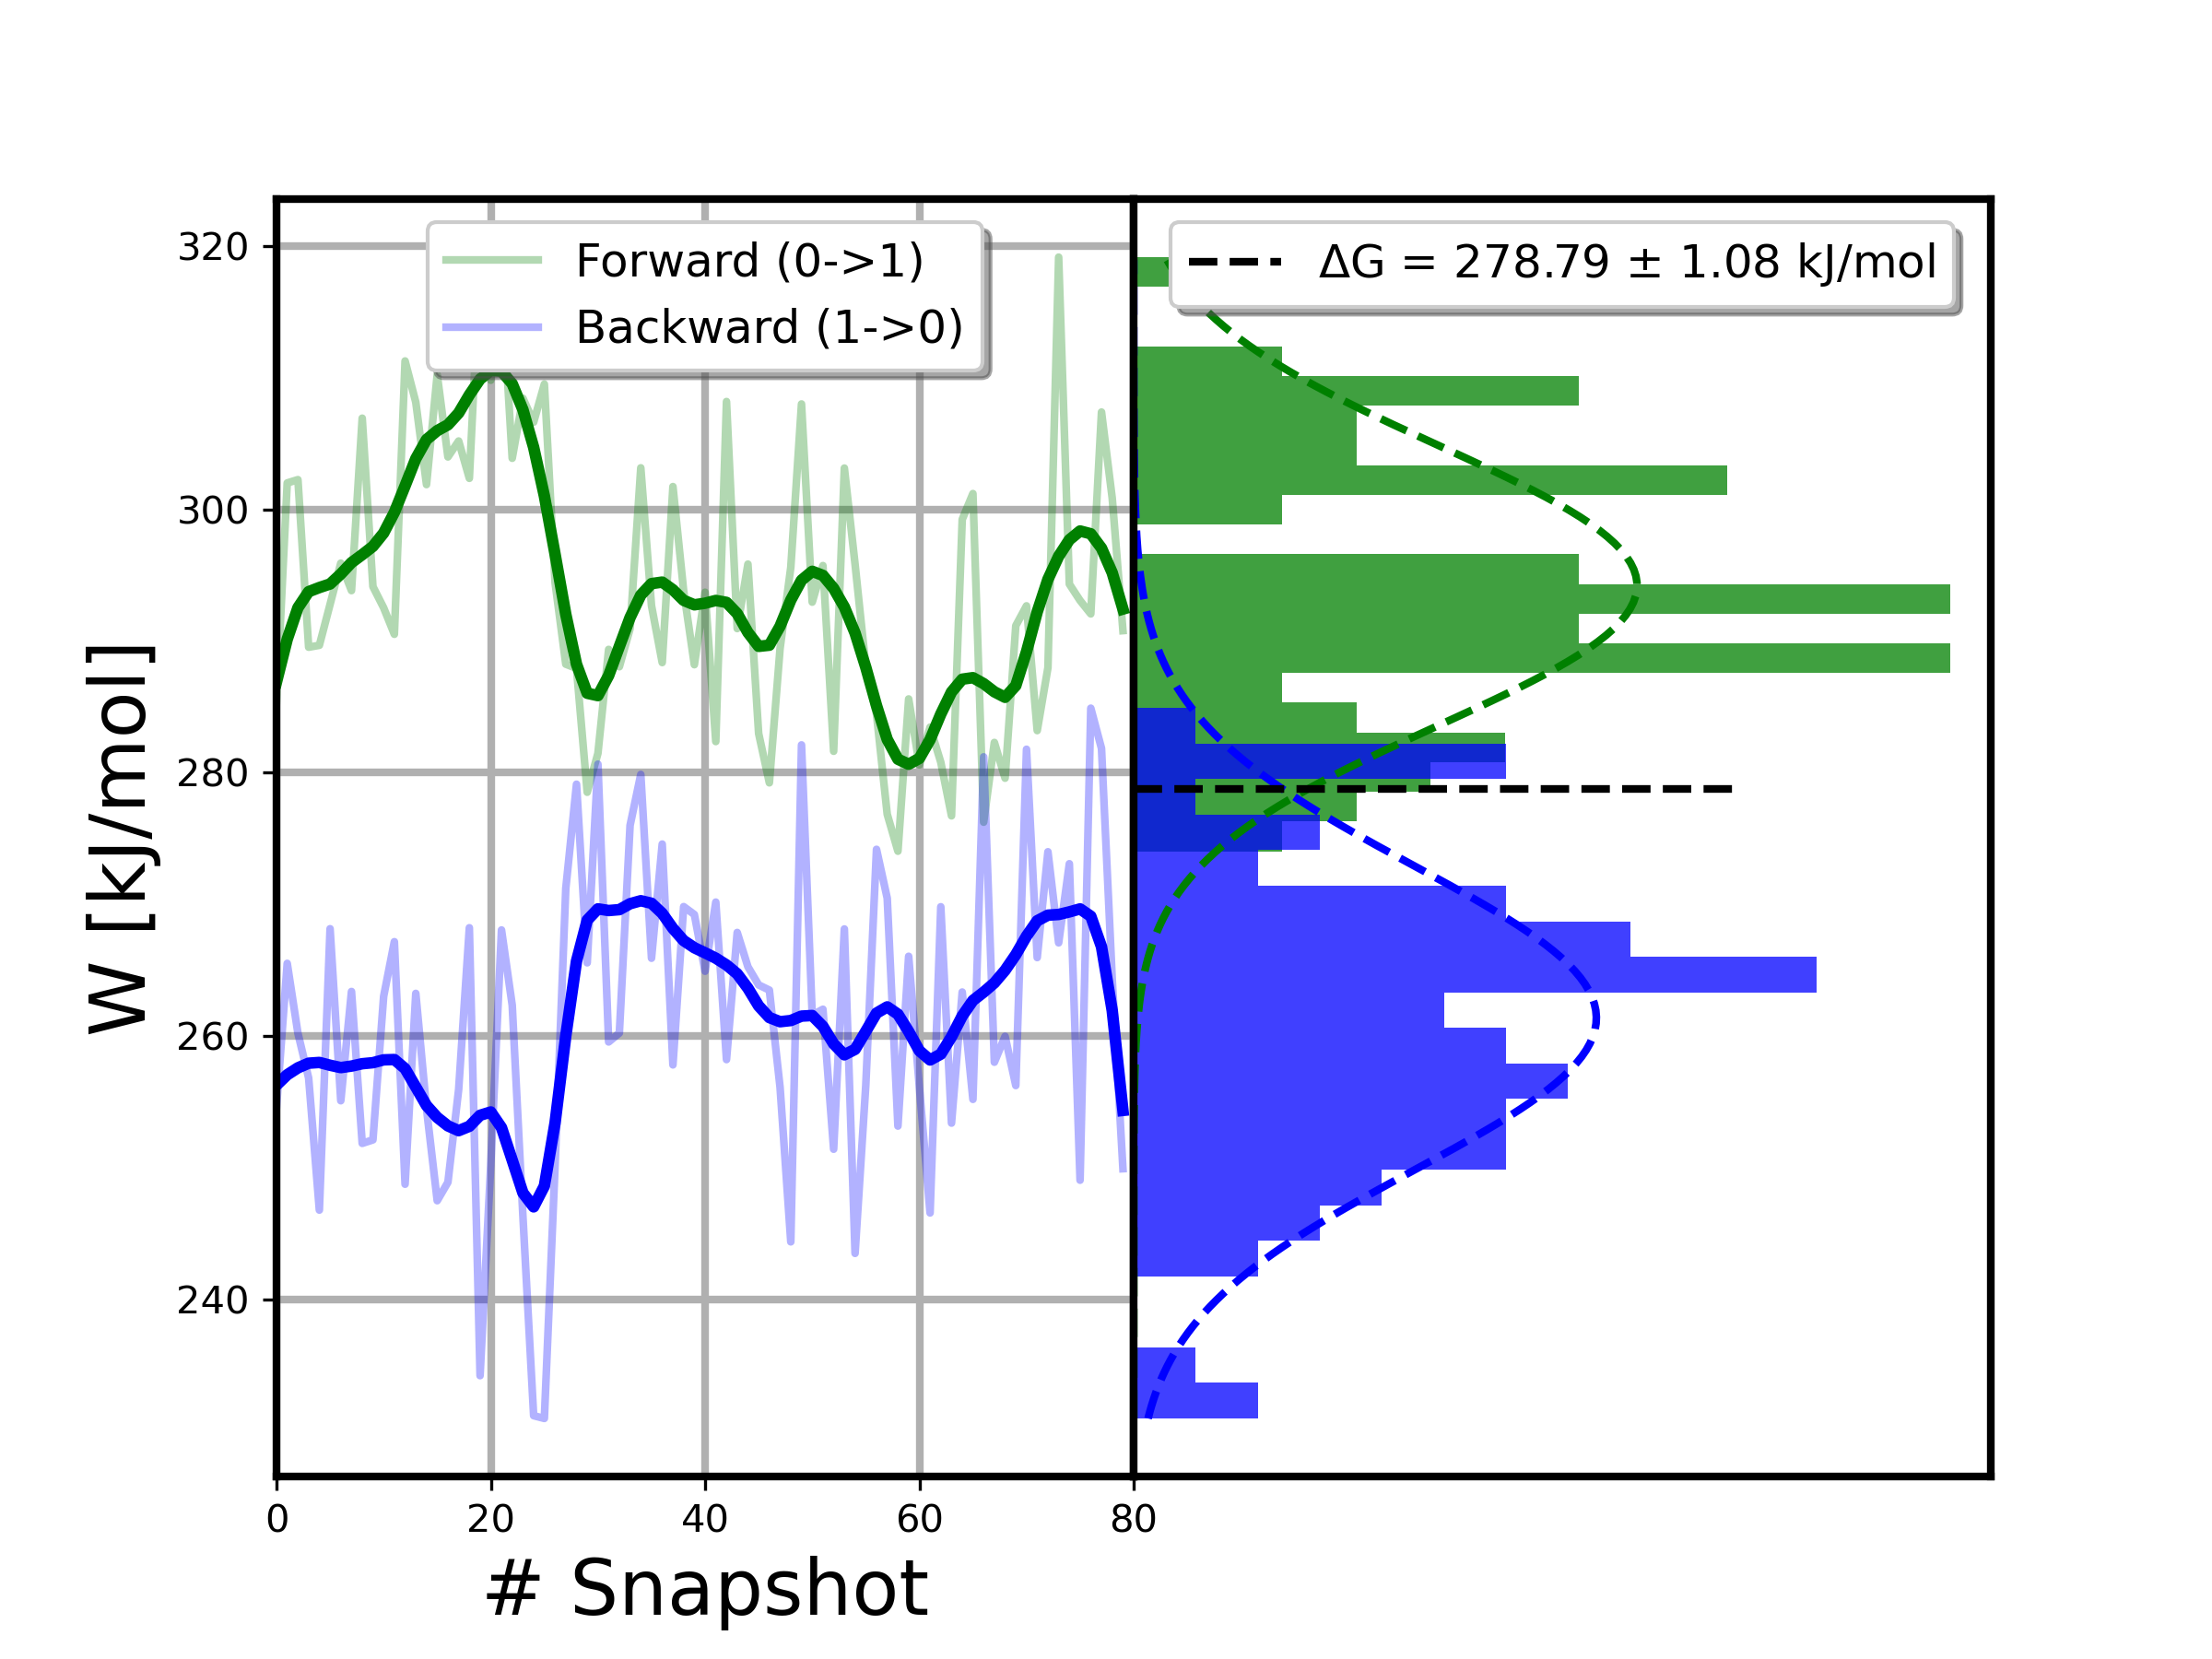 Forward (0->1)
Backward (1->0)
ΔG = 278.79 ± 1.08 kJ/mol
W [kJ/mol]
320
300
280
260
240
0 20 40 60 80
# Snapshot